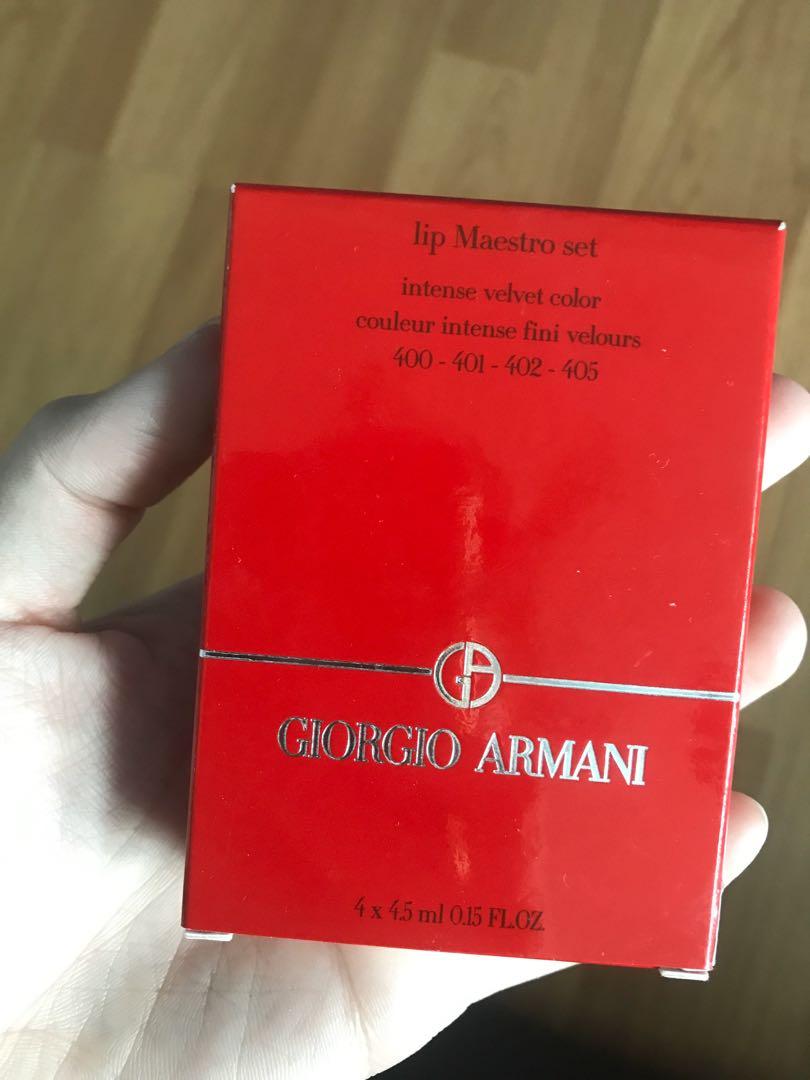 lip Maestro set
intense velvet color
couleur intense fini velours
400 - 401 - 402 - 405
GA
GIORGIO ARMANI
4 x 4.5 ml 0.15 FL.OZ.